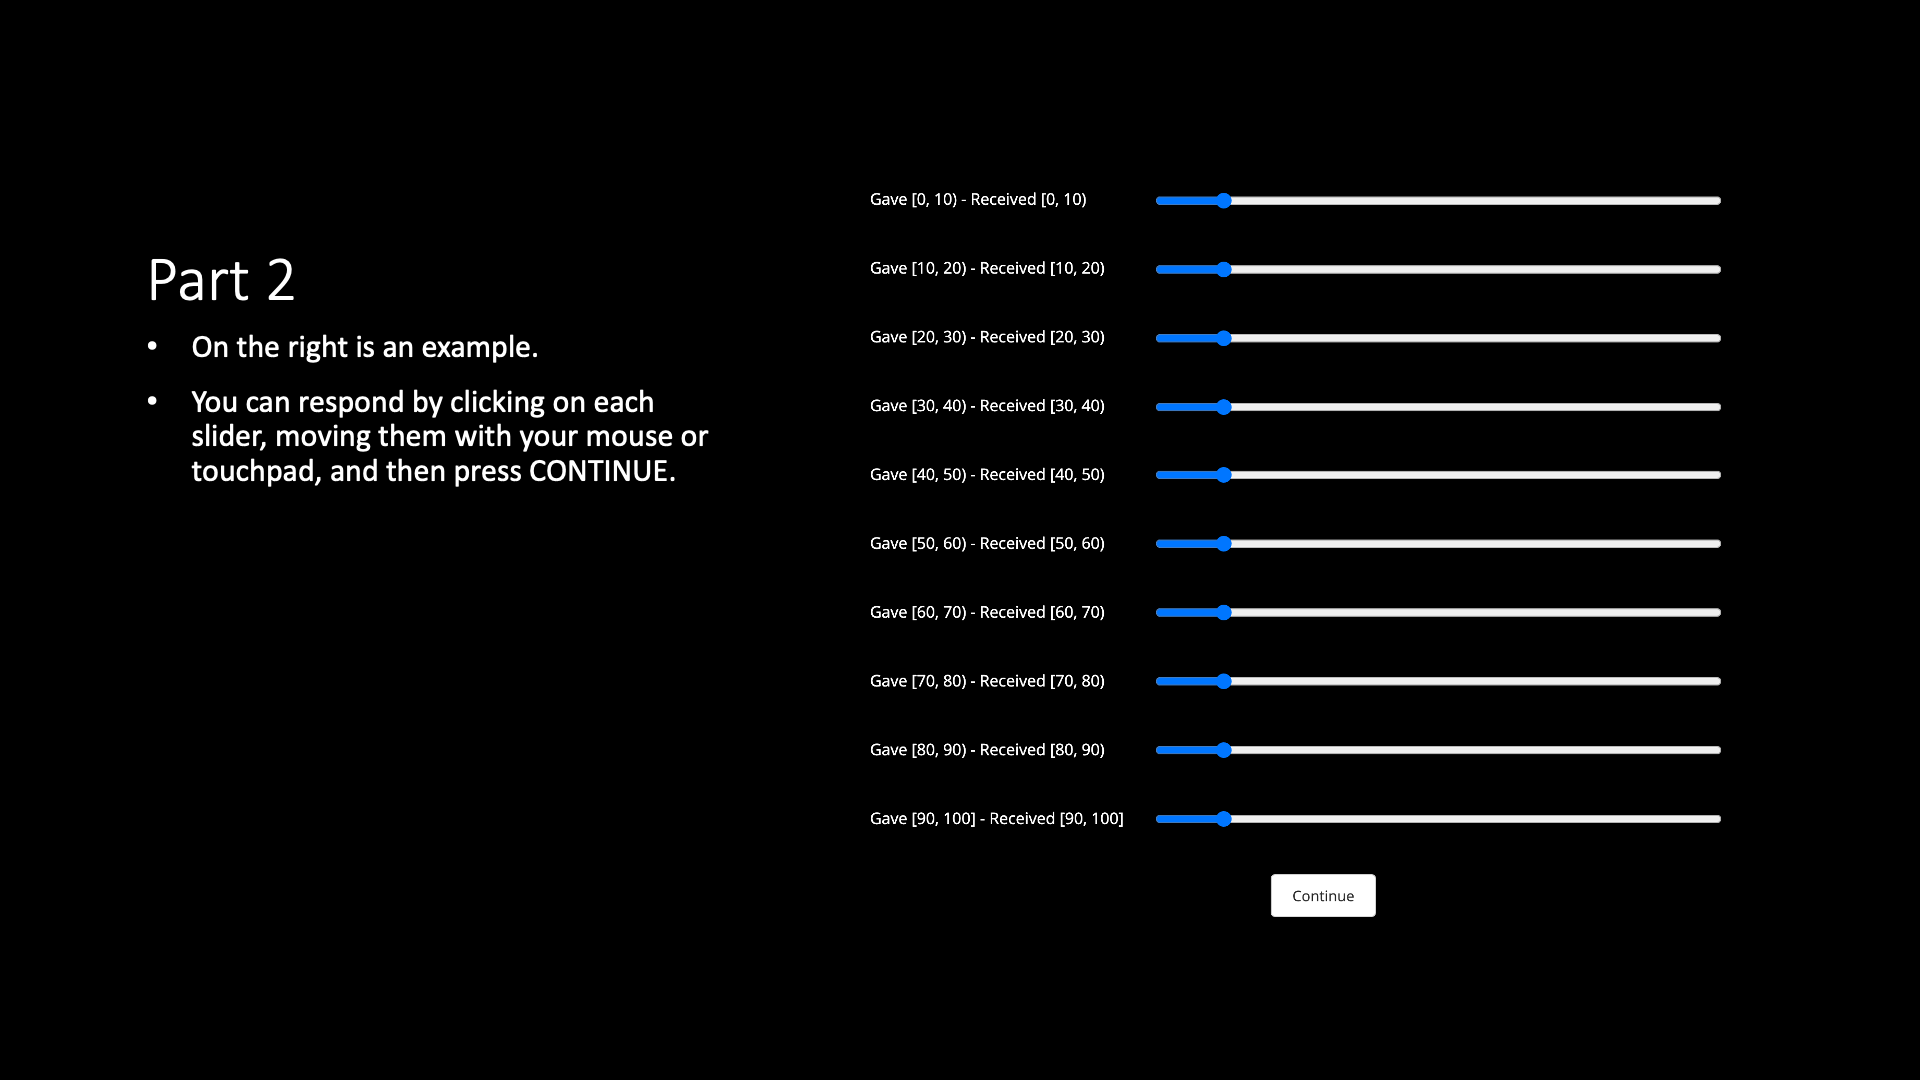 Part 2
• On the right is an example.
• You can respond by clicking on each
slider, moving them with your mouse or
touchpad, and then press CONTINUE.
Gave [0, 10) - Received [0, 10)
Gave [10, 20) - Received [10, 20)
Gave [20, 30) - Received [20, 30)
Gave [30, 40) - Received [30, 40)
Gave [40, 50) - Received [40, 50)
Gave [50, 60) - Received [50, 60)
Gave [60, 70) - Received [60, 70)
Gave [70, 80) - Received [70, 80)
Gave [80, 90) - Received [80, 90)
Gave [90, 100] - Received [90, 100]
Continue